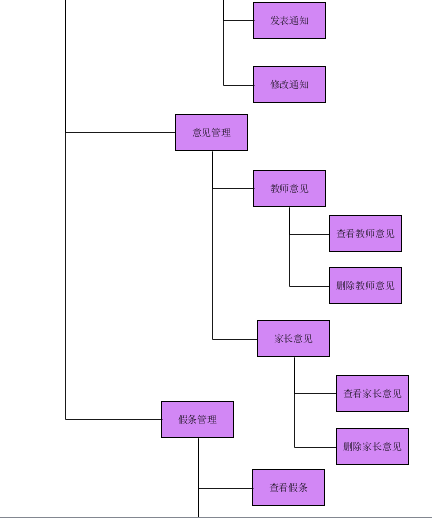 发表通知
修改通知
意见管理
教师意见
查看教师意见
删除教师意见
家长意见
查看家长意见
删除家长意见
假条管理
查看假条